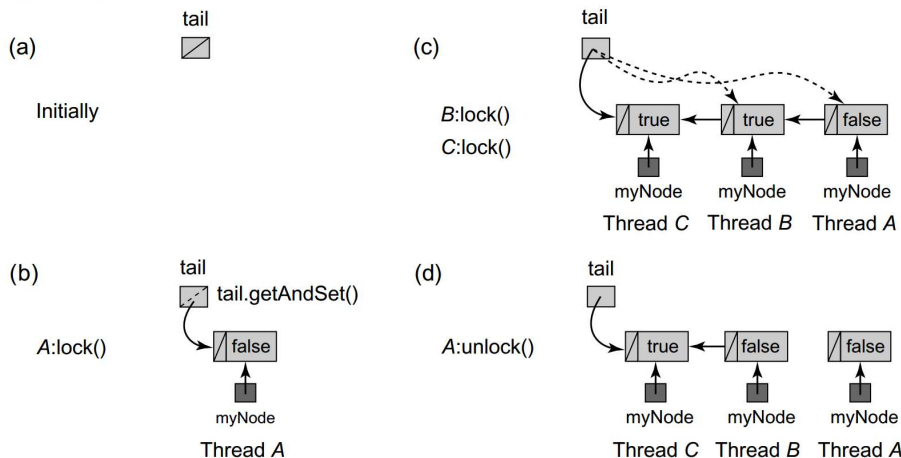 (a)
tail
Initially
(b)
tail
tail.getAndSet()
A:lock()
false
myNode
Thread A
(c)
tail
B:lock()
C:lock()
true true false
myNode myNode myNode
Thread C Thread B Thread A
(d)
tail
A:unlock()
true false false
myNode myNode myNode
Thread C Thread B Thread A